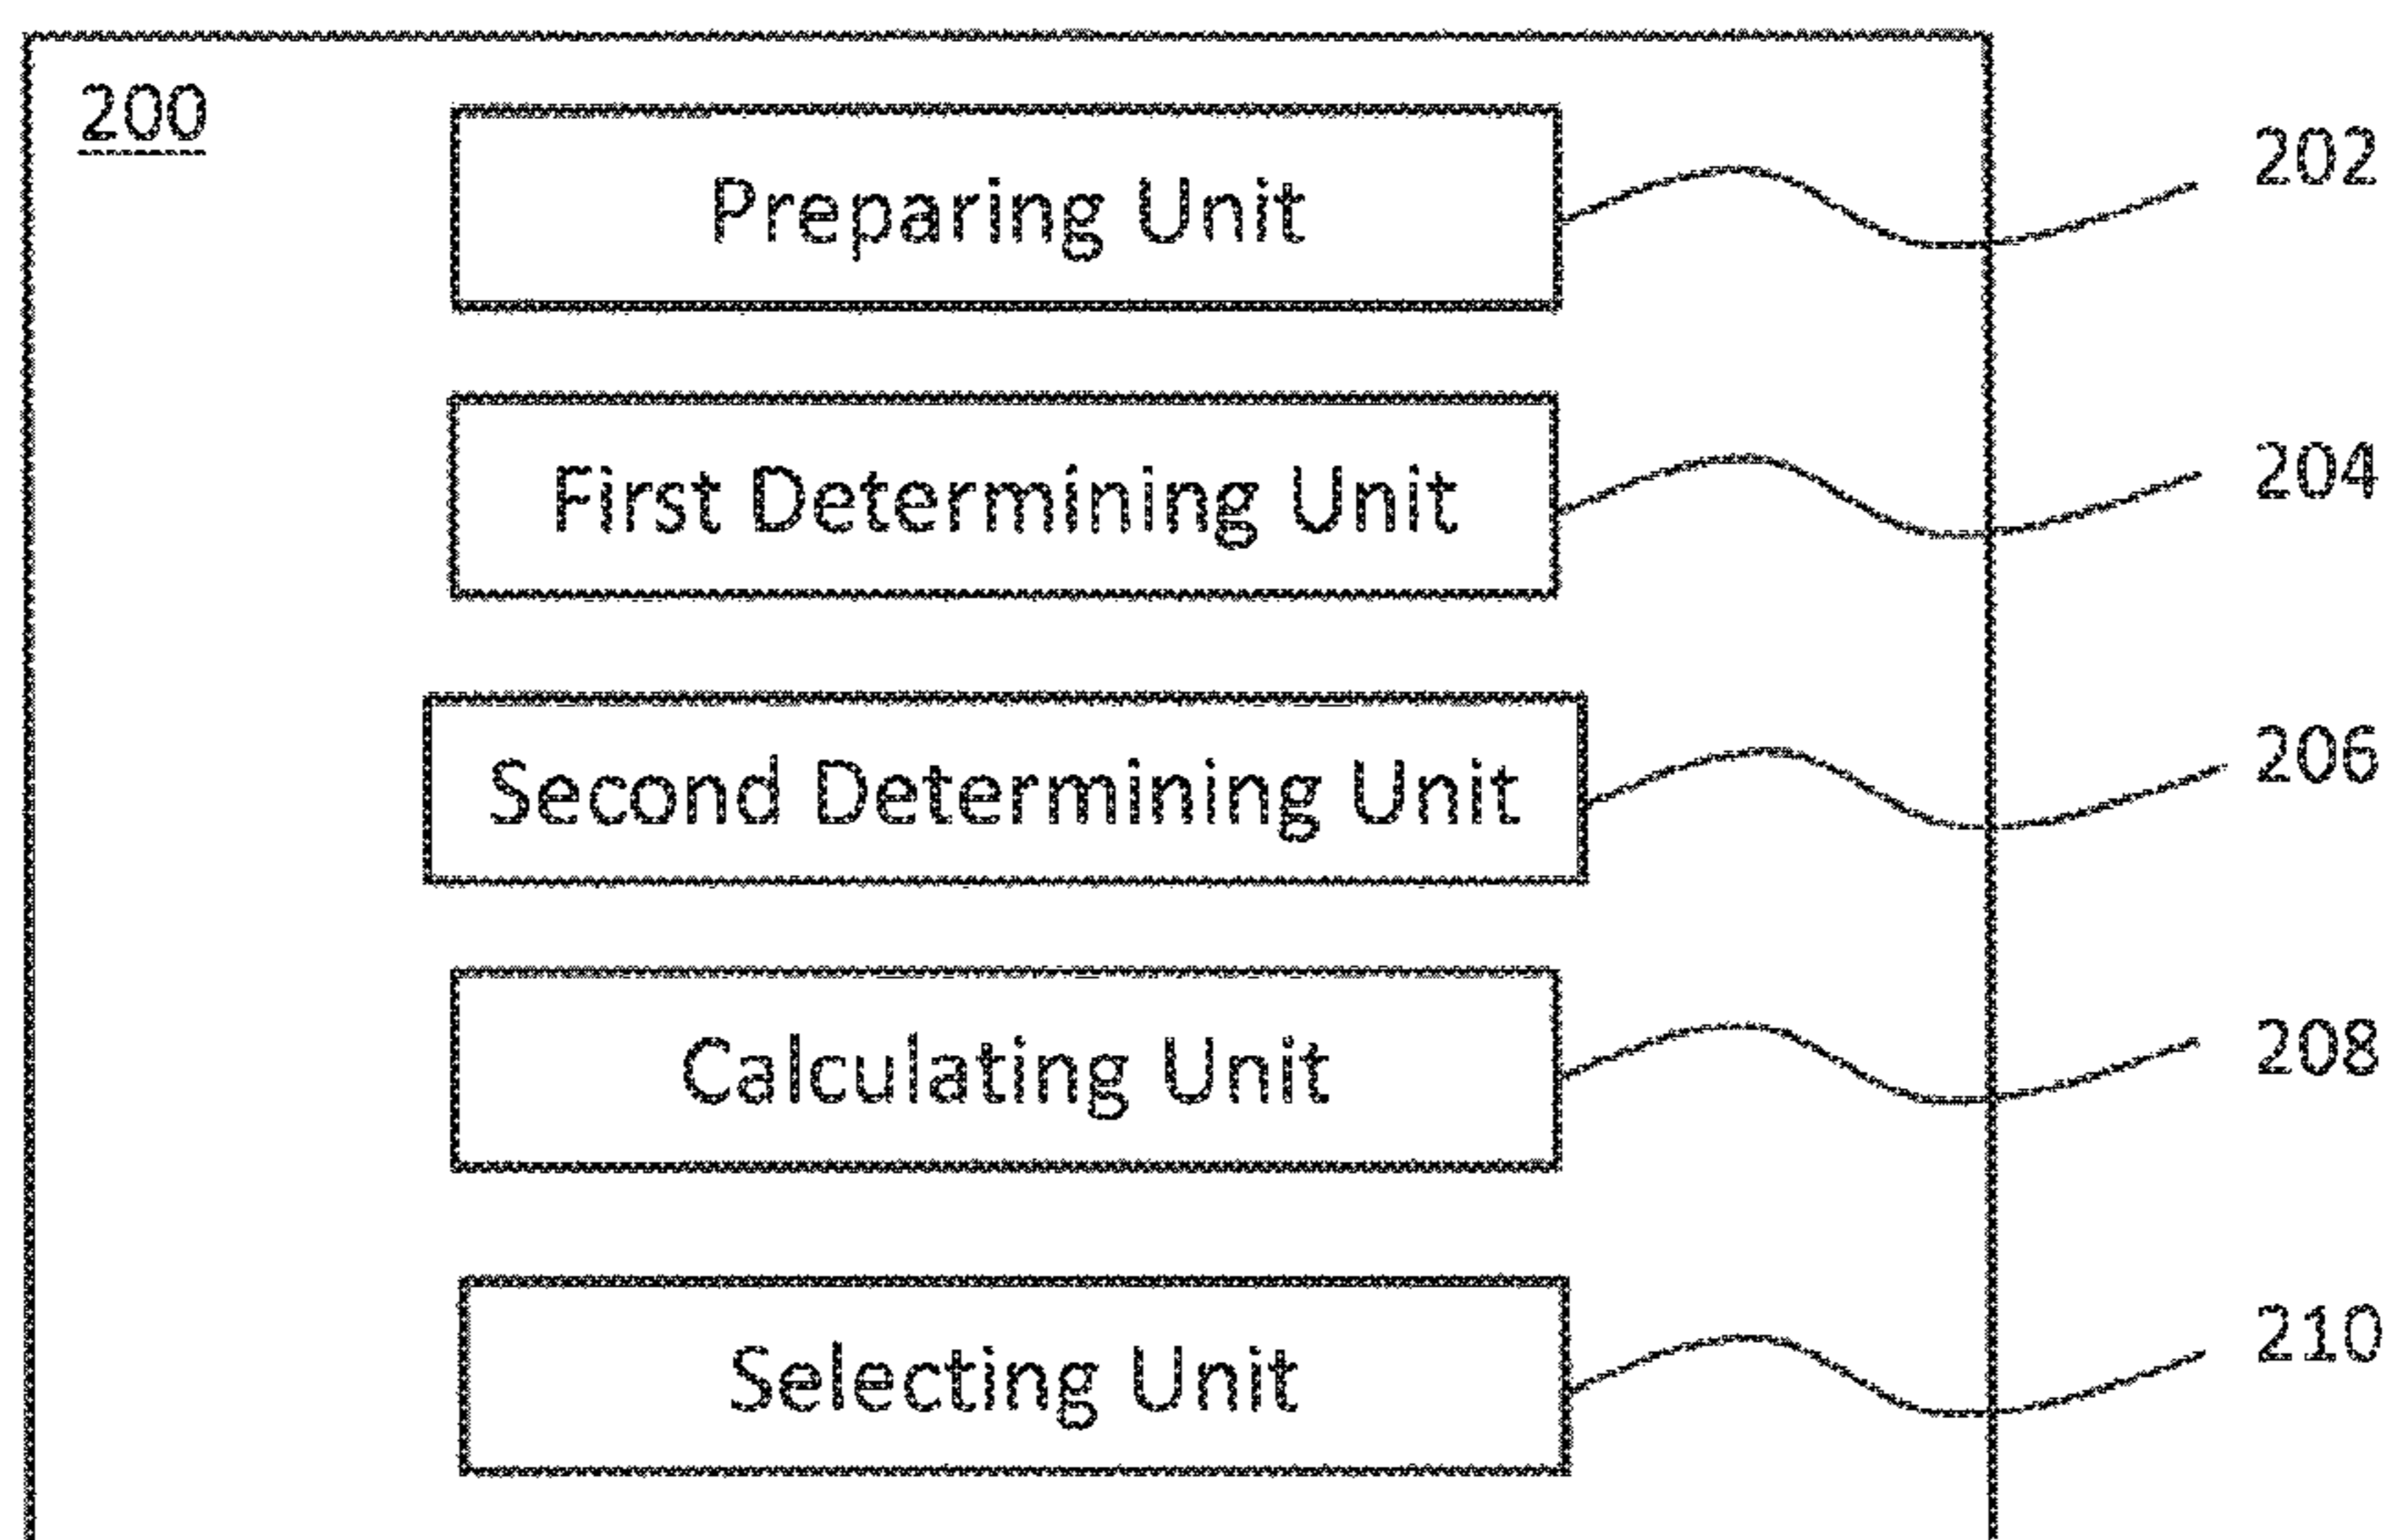 200
Preparing Unit
202
First Determining Unit
204
Second Determining Unit
206
Calculating Unit
208
Selecting Unit
210